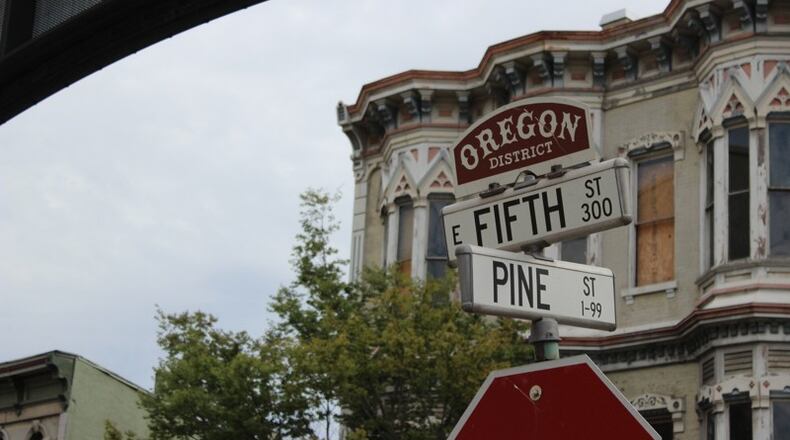 OREGON
DISTRICT
E FIFTH ST 300
PINE ST 1-99